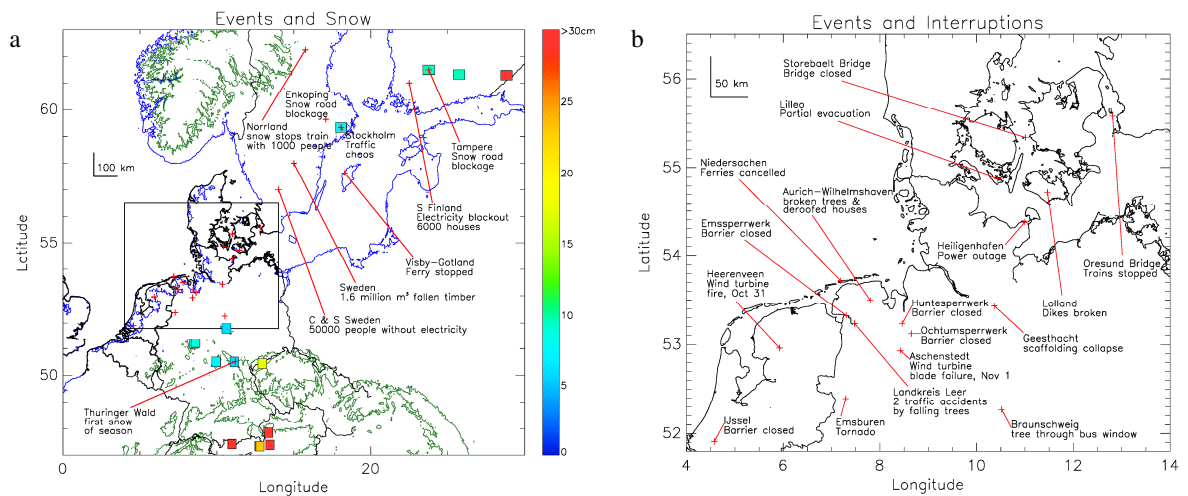 a
Events and Snow
Latitude
60
55
50
0
20
Longitude
100 km
Enkoping
Snow road
blockage
Norrland
snow stops train
with 1000 people
Stockholm
Traffic
chaos
Tampere
Snow road
blockage
S Finland
Electricity blackout
6000 houses
Visby-Gotland
Ferry stopped
Sweden
1.6 million m³ fallen timber
C & S Sweden
50000 people without electricity
Thuringer Wald
first snow
of season
>30cm
25
20
15
10
5
0
b
Events and Interruptions
Latitude
56
55
54
53
52
4
6
8
10
12
14
Longitude
50 km
Storebaelt Bridge
Bridge closed
Lilleo
Partial evacuation
Niedersachen
Ferries cancelled
Aurich-Wilhelmshaven
broken trees &
deroofed houses
Emsperrwerk
Barrier closed
Heerenveen
Wind turbine
fire, Oct 31
Heiligenhafen
Power outage
Oresund Bridge
Trains stopped
Lolland
Dikes broken
Huntesperrwerk
Barrier closed
Ochtumsperrwerk
Barrier closed
Geesthacht
scaffolding collapse
Aschenstedt
Wind turbine
blade failure, Nov 1
Landkreis Leer
2 traffic accidents
by falling trees
IJssel
Barrier closed
Emsburen
Tornado
Braunschweig
tree through bus window